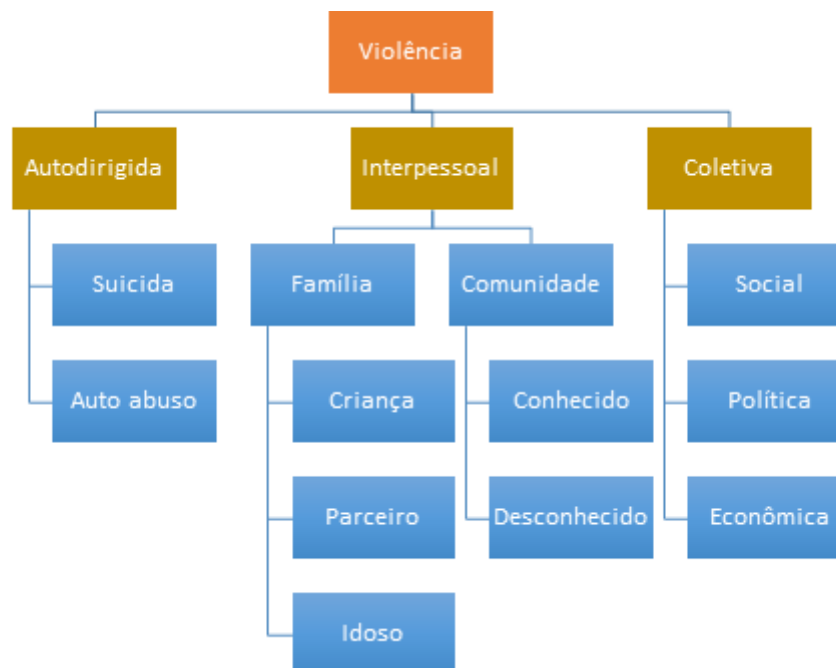 Violência
Autodirigida
Interpessoal
Coletiva
Suicida
Família
Comunidade
Social
Auto abuso
Criança
Conhecido
Política
Parceiro
Desconhecido
Econômica
Idoso